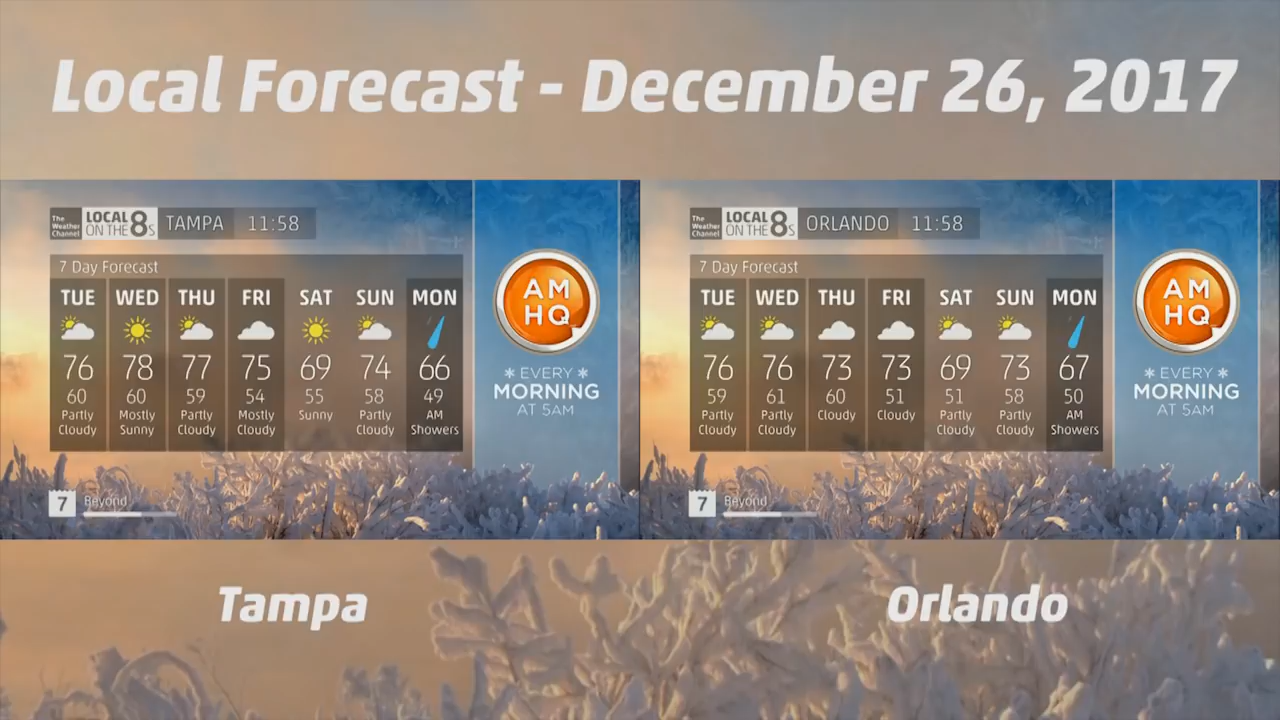 Local Forecast - December 26, 2017
The Weather Channel LOCAL ON THE 8s TAMPA 11:58
7 Day Forecast
TUE WED THU FRI SAT SUN MON
76 78 77 75 69 74 66
60 60 59 54 55 58 49
Partly Mostly Partly Mostly Sunny Partly AM
Cloudy Sunny Cloudy Cloudy Cloudy Showers
7 Beyond
AM
HQ
* EVERY *
MORNING
AT 5AM
The Weather Channel LOCAL ON THE 8s ORLANDO 11:58
7 Day Forecast
TUE WED THU FRI SAT SUN MON
76 76 73 73 69 73 67
59 61 60 51 51 58 50
Partly Partly Cloudy Cloudy Partly Partly AM
Cloudy Cloudy Cloudy Cloudy Showers
7 Beyond
AM
HQ
* EVERY *
MORNING
AT 5AM
Tampa
Orlando